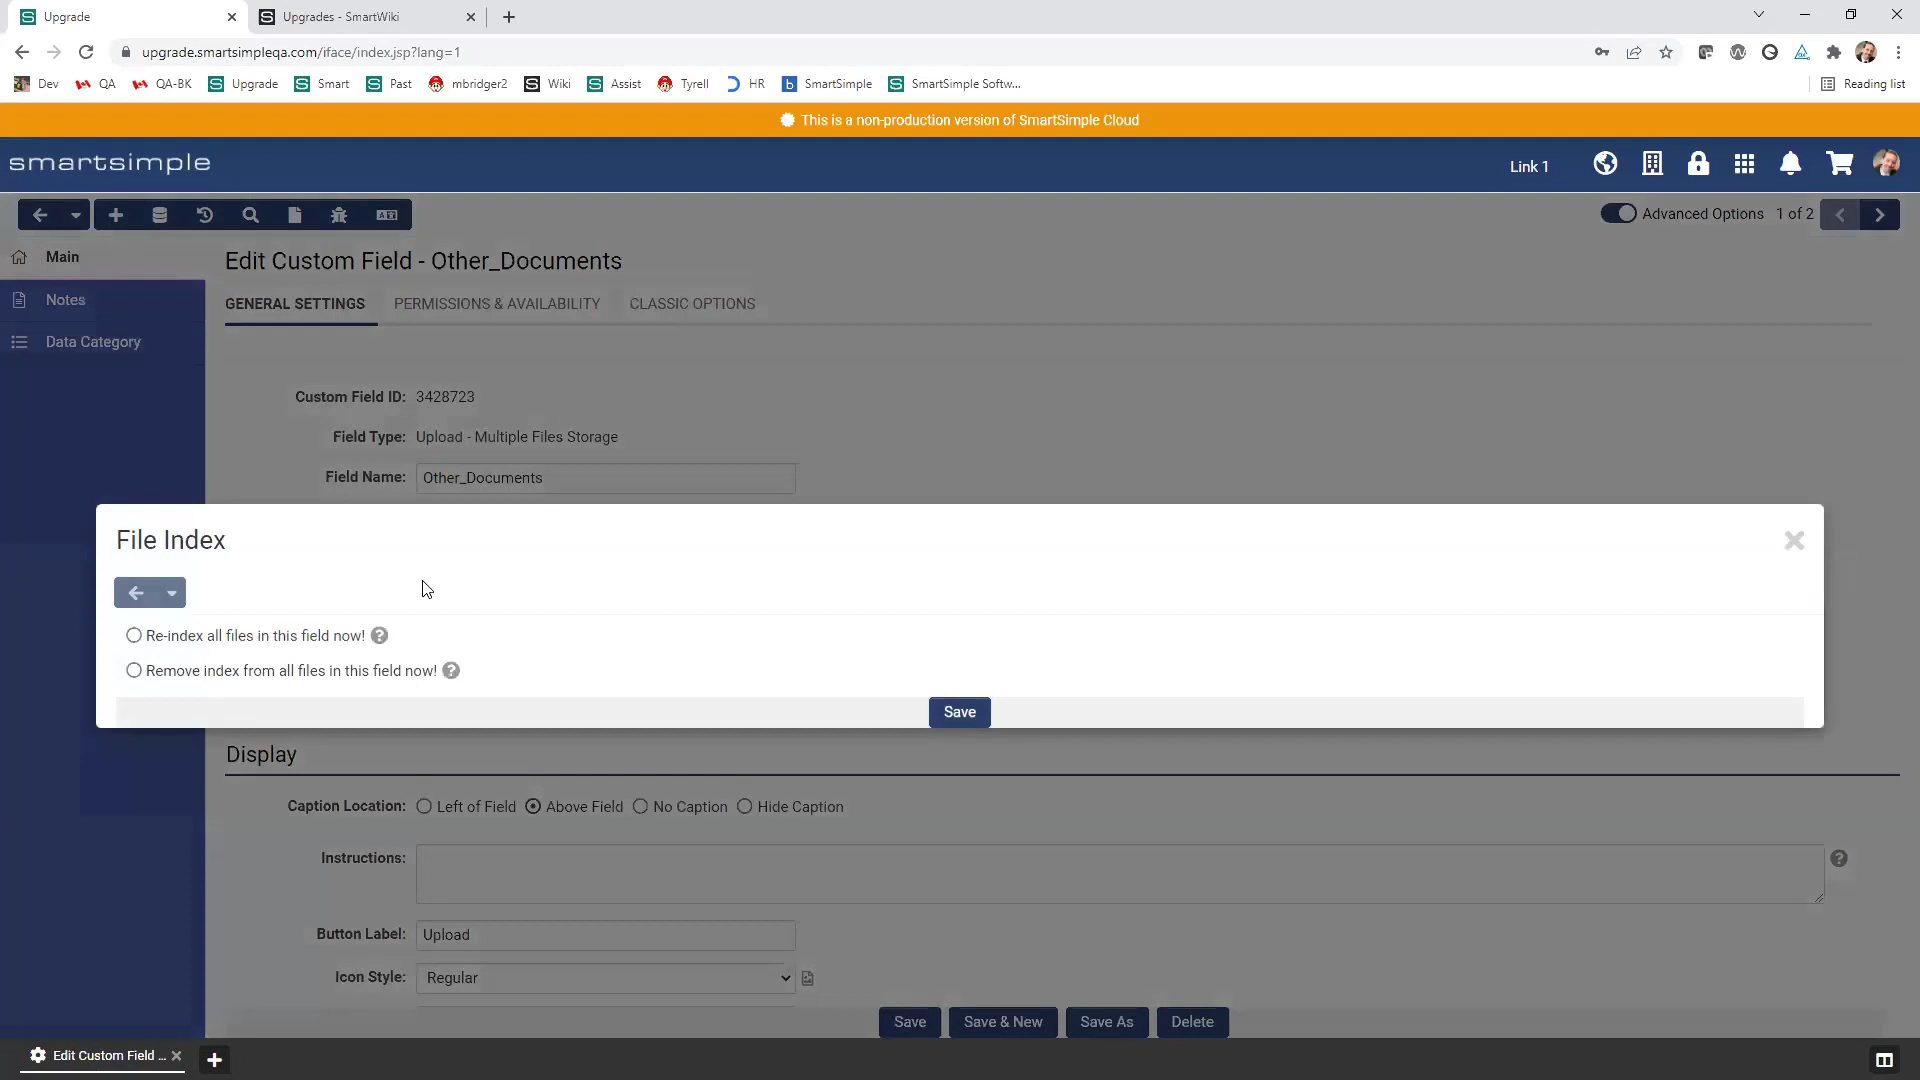 Upgrade
Upgrades - SmartWiki
upgrade.smartsimpleqa.com/iface/index.jsp?lang=1
Dev
QA
QA-BK
Upgrade
Smart
Past
mbridger2
Wiki
Assist
Tyrell
HR
SmartSimple
SmartSimple Softw...
Reading list
This is a non-production version of SmartSimple Cloud
smartsimple
Link 1
Advanced Options
1 of 2
Main
Notes
Data Category
Edit Custom Field - Other_Documents
GENERAL SETTINGS
PERMISSIONS & AVAILABILITY
CLASSIC OPTIONS
Custom Field ID: 3428723
Field Type: Upload - Multiple Files Storage
Field Name: Other_Documents
File Index
Re-index all files in this field now!
Remove index from all files in this field now!
Save
Display
Caption Location: Left of Field Above Field No Caption Hide Caption
Instructions:
Button Label: Upload
Icon Style: Regular
Save
Save & New
Save As
Delete
Edit Custom Field ...